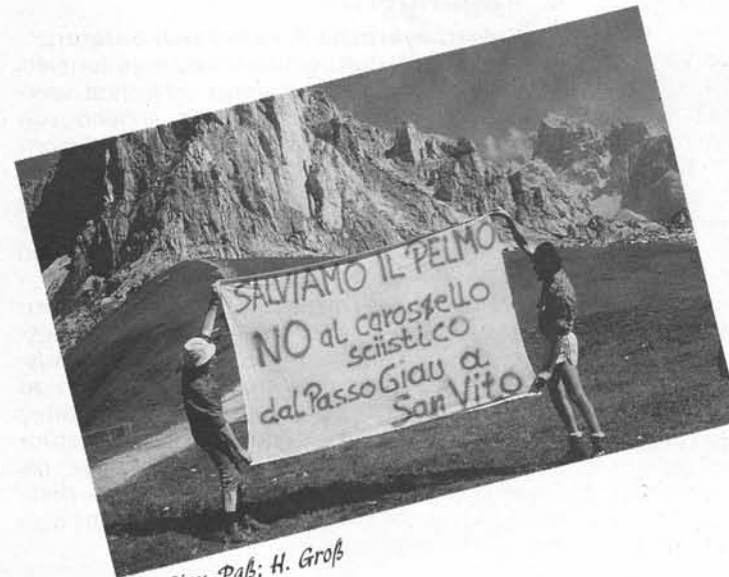 SALVIAMO IL PELMO
NO al carosello
sciistico
dal Passo Giau a
San Vito
Paß; H. Groß